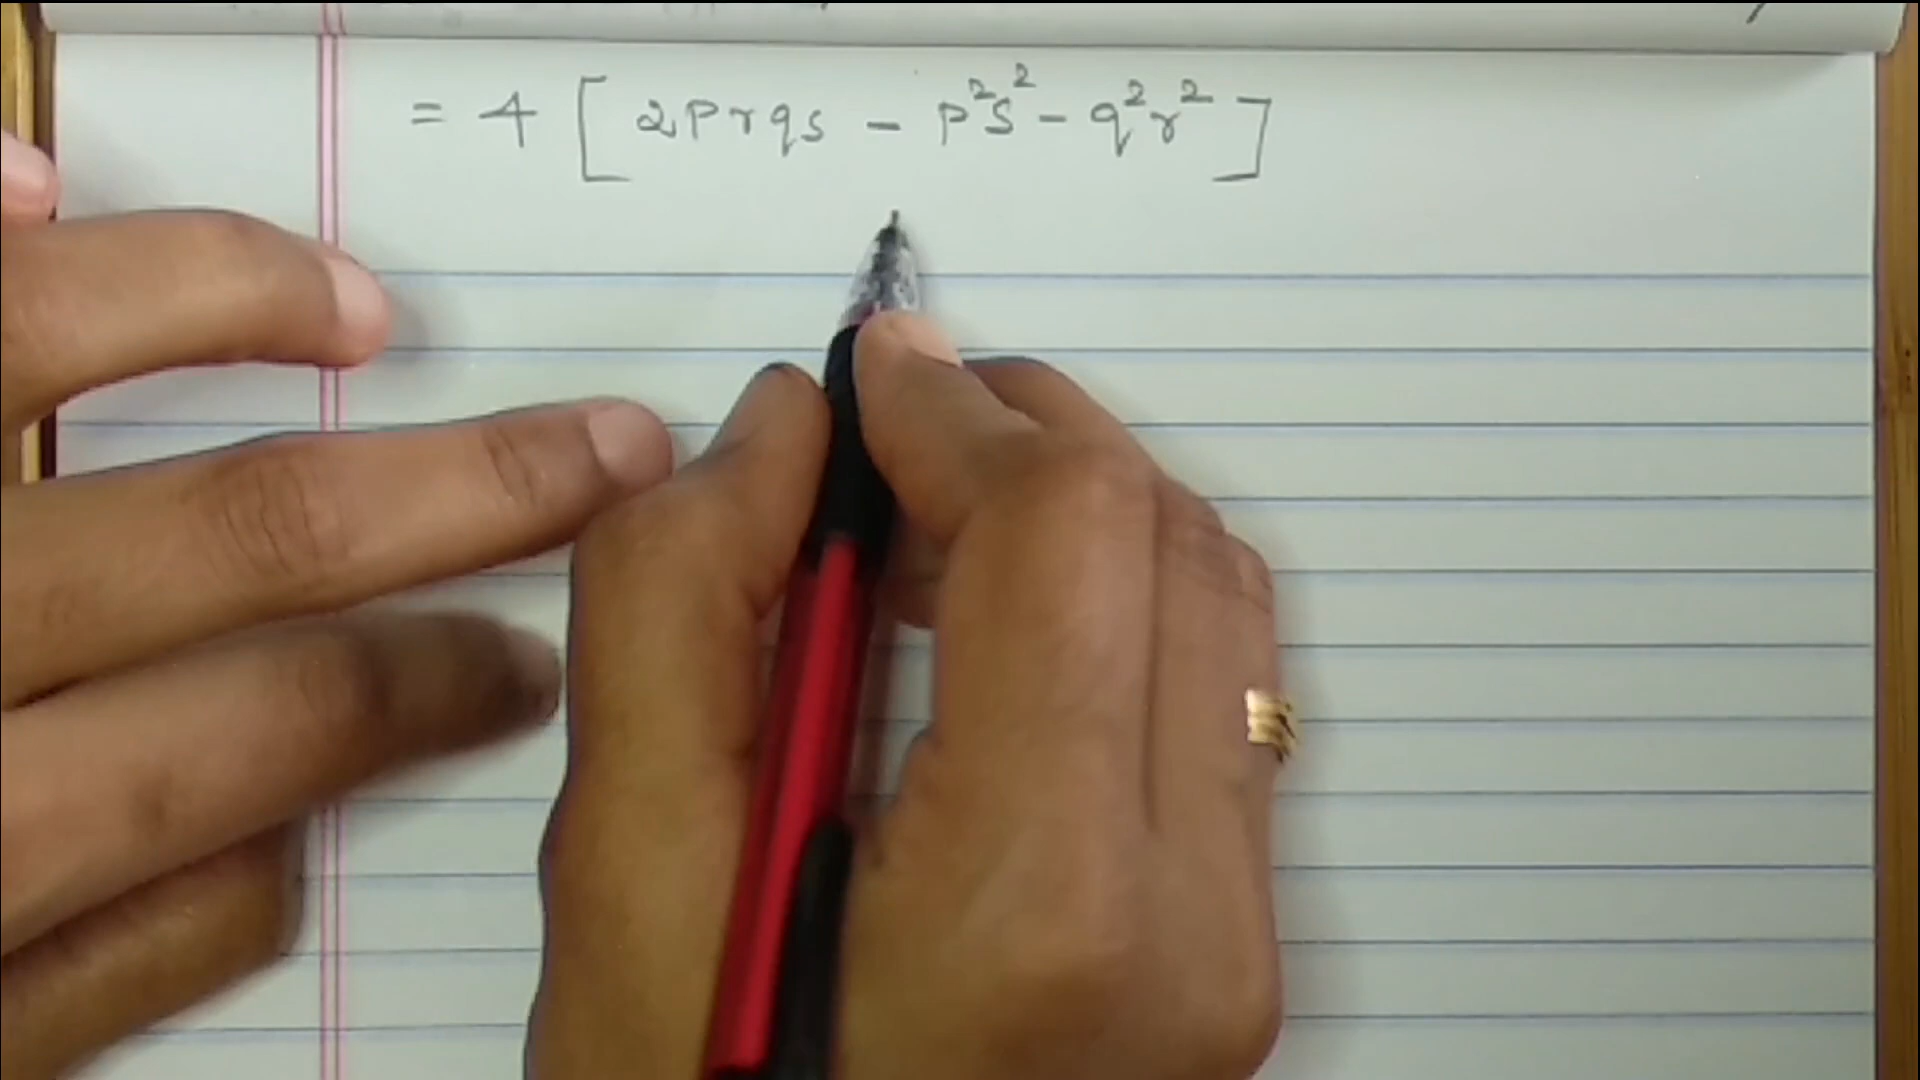 = 4 [ 2prqs - p²s² - q²r² ]